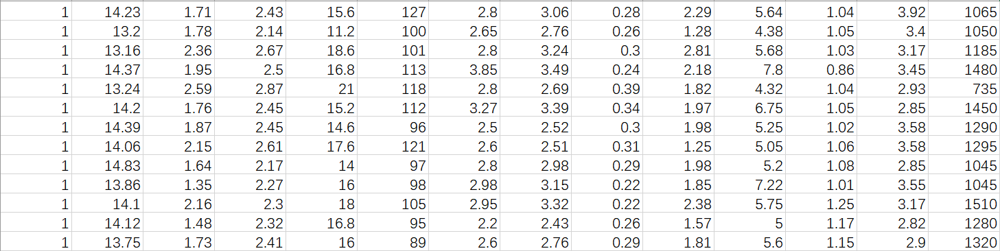 1 14.23 1.71 2.43 15.6 127 2.8 3.06 0.28 2.29 5.64 1.04 3.92 1065
1 13.2 1.78 2.14 11.2 100 2.65 2.76 0.26 1.28 4.38 1.05 3.4 1050
1 13.16 2.36 2.67 18.6 101 2.8 3.24 0.3 2.81 5.68 1.03 3.17 1185
1 14.37 1.95 2.5 16.8 113 3.85 3.49 0.24 2.18 7.8 0.86 3.45 1480
1 13.24 2.59 2.87 21 118 2.8 2.69 0.39 1.82 4.32 1.04 2.93 735
1 14.2 1.76 2.45 15.2 112 3.27 3.39 0.34 1.97 6.75 1.05 2.85 1450
1 14.39 1.87 2.45 14.6 96 2.5 2.52 0.3 1.98 5.25 1.02 3.58 1290
1 14.06 2.15 2.61 17.6 121 2.6 2.51 0.31 1.25 5.05 1.06 3.58 1295
1 14.83 1.64 2.17 14 97 2.8 2.98 0.29 1.98 5.2 1.08 2.85 1045
1 13.86 1.35 2.27 16 98 2.98 3.15 0.22 1.85 7.22 1.01 3.55 1045
1 14.1 2.16 2.3 18 105 2.95 3.32 0.22 2.38 5.75 1.25 3.17 1510
1 14.12 1.48 2.32 16.8 95 2.2 2.43 0.26 1.57 5 1.17 2.82 1280
1 13.75 1.73 2.41 16 89 2.6 2.76 0.29 1.81 5.6 1.15 2.9 1320